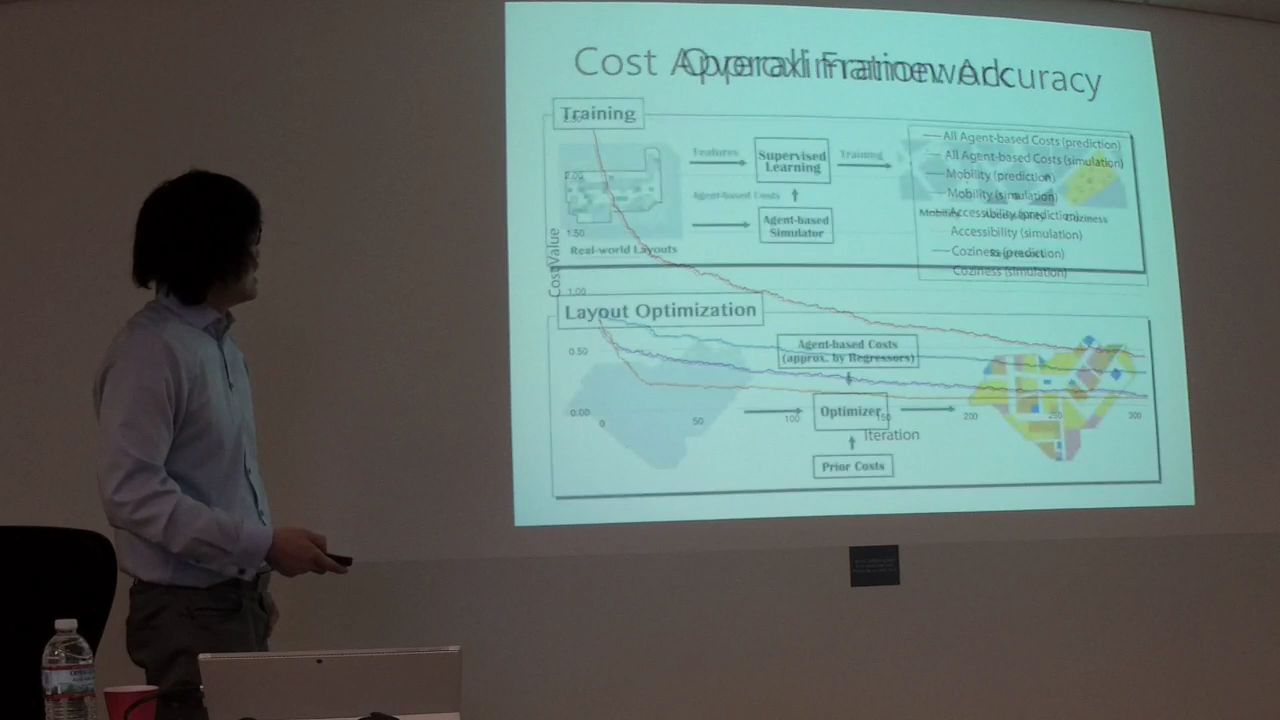 Cost Approximation Accuracy
Overall Framework
Training
2.00
1.50
1.00
0.50
0.00
Cost Value
Features
Supervised
Learning
Training
Agent-based Costs
Agent-based
Simulator
Real-world Layouts
All Agent-based Costs (prediction)
All Agent-based Costs (simulation)
Mobility (prediction)
Mobility (simulation)
Accessibility (prediction)
Accessibility (simulation)
Coziness (prediction)
Coziness (simulation)
Mobility
Coziness
Layout Optimization
Agent-based Costs
(approx. by Regressors)
Optimizer
Prior Costs
0
50
100
150
200
250
300
Iteration